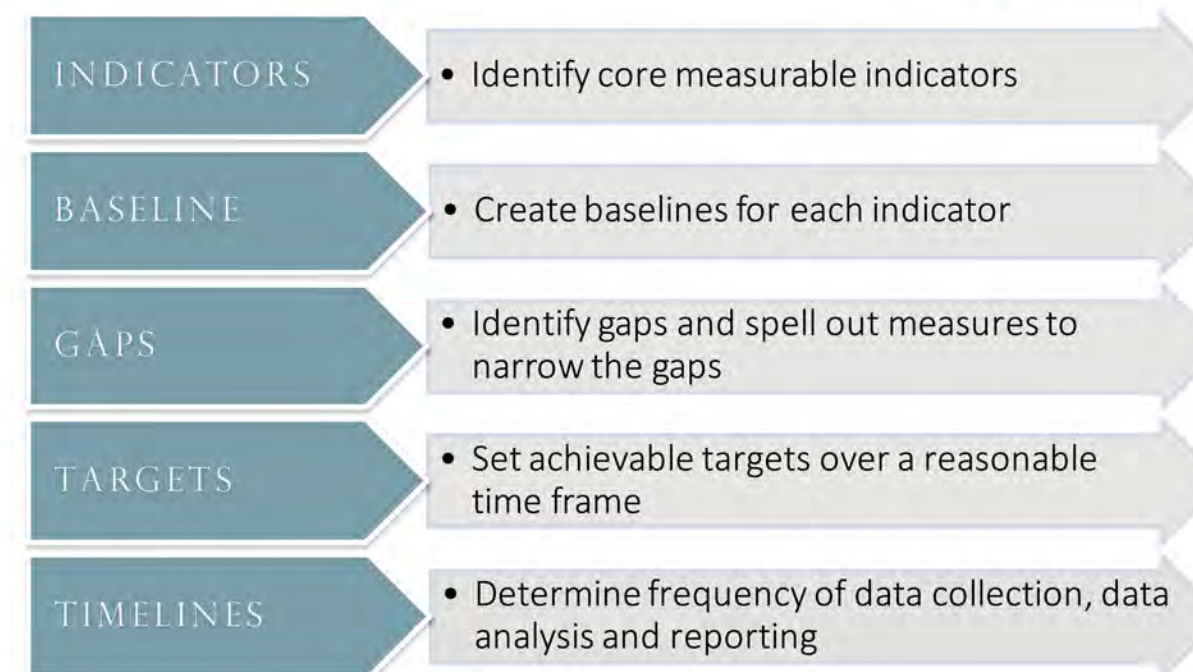 INDICATORS
• Identify core measurable indicators
BASELINE
• Create baselines for each indicator
GAPS
• Identify gaps and spell out measures to
narrow the gaps
TARGETS
• Set achievable targets over a reasonable
time frame
TIMELINES
• Determine frequency of data collection, data
analysis and reporting